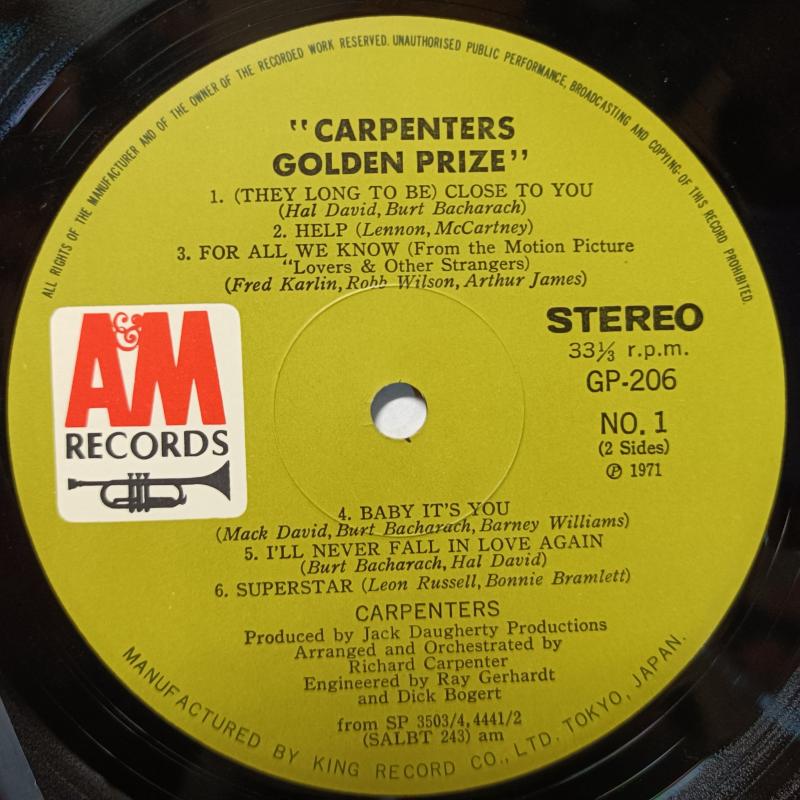 ALL RIGHTS OF THE MANUFACTURER AND OF THE OWNER OF THE RECORDED WORK RESERVED. UNAUTHORISED PUBLIC PERFORMANCE, BROADCASTING AND COPYING OF THIS RECORD PROHIBITED.
"CARPENTERS
GOLDEN PRIZE"
1. (THEY LONG TO BE) CLOSE TO YOU
(Hal David, Burt Bacharach)
2. HELP (Lennon, McCartney)
3. FOR ALL WE KNOW (From the Motion Picture
"Lovers & Other Strangers)
(Fred Karlin, Robb Wilson, Arthur James)
A&M
RECORDS
STEREO
33⅓ r.p.m.
GP-206
NO. 1
(2 Sides)
℗ 1971
4. BABY IT'S YOU
(Mack David, Burt Bacharach, Barney Williams)
5. I'LL NEVER FALL IN LOVE AGAIN
(Burt Bacharach, Hal David)
6. SUPERSTAR (Leon Russell, Bonnie Bramlett)
CARPENTERS
Produced by Jack Daugherty Productions
Arranged and Orchestrated by
Richard Carpenter
Engineered by Ray Gerhardt
and Dick Bogert
from SP 3503/4, 4441/2
(SALBT 243) am
MANUFACTURED BY KING RECORD CO., LTD. TOKYO, JAPAN.